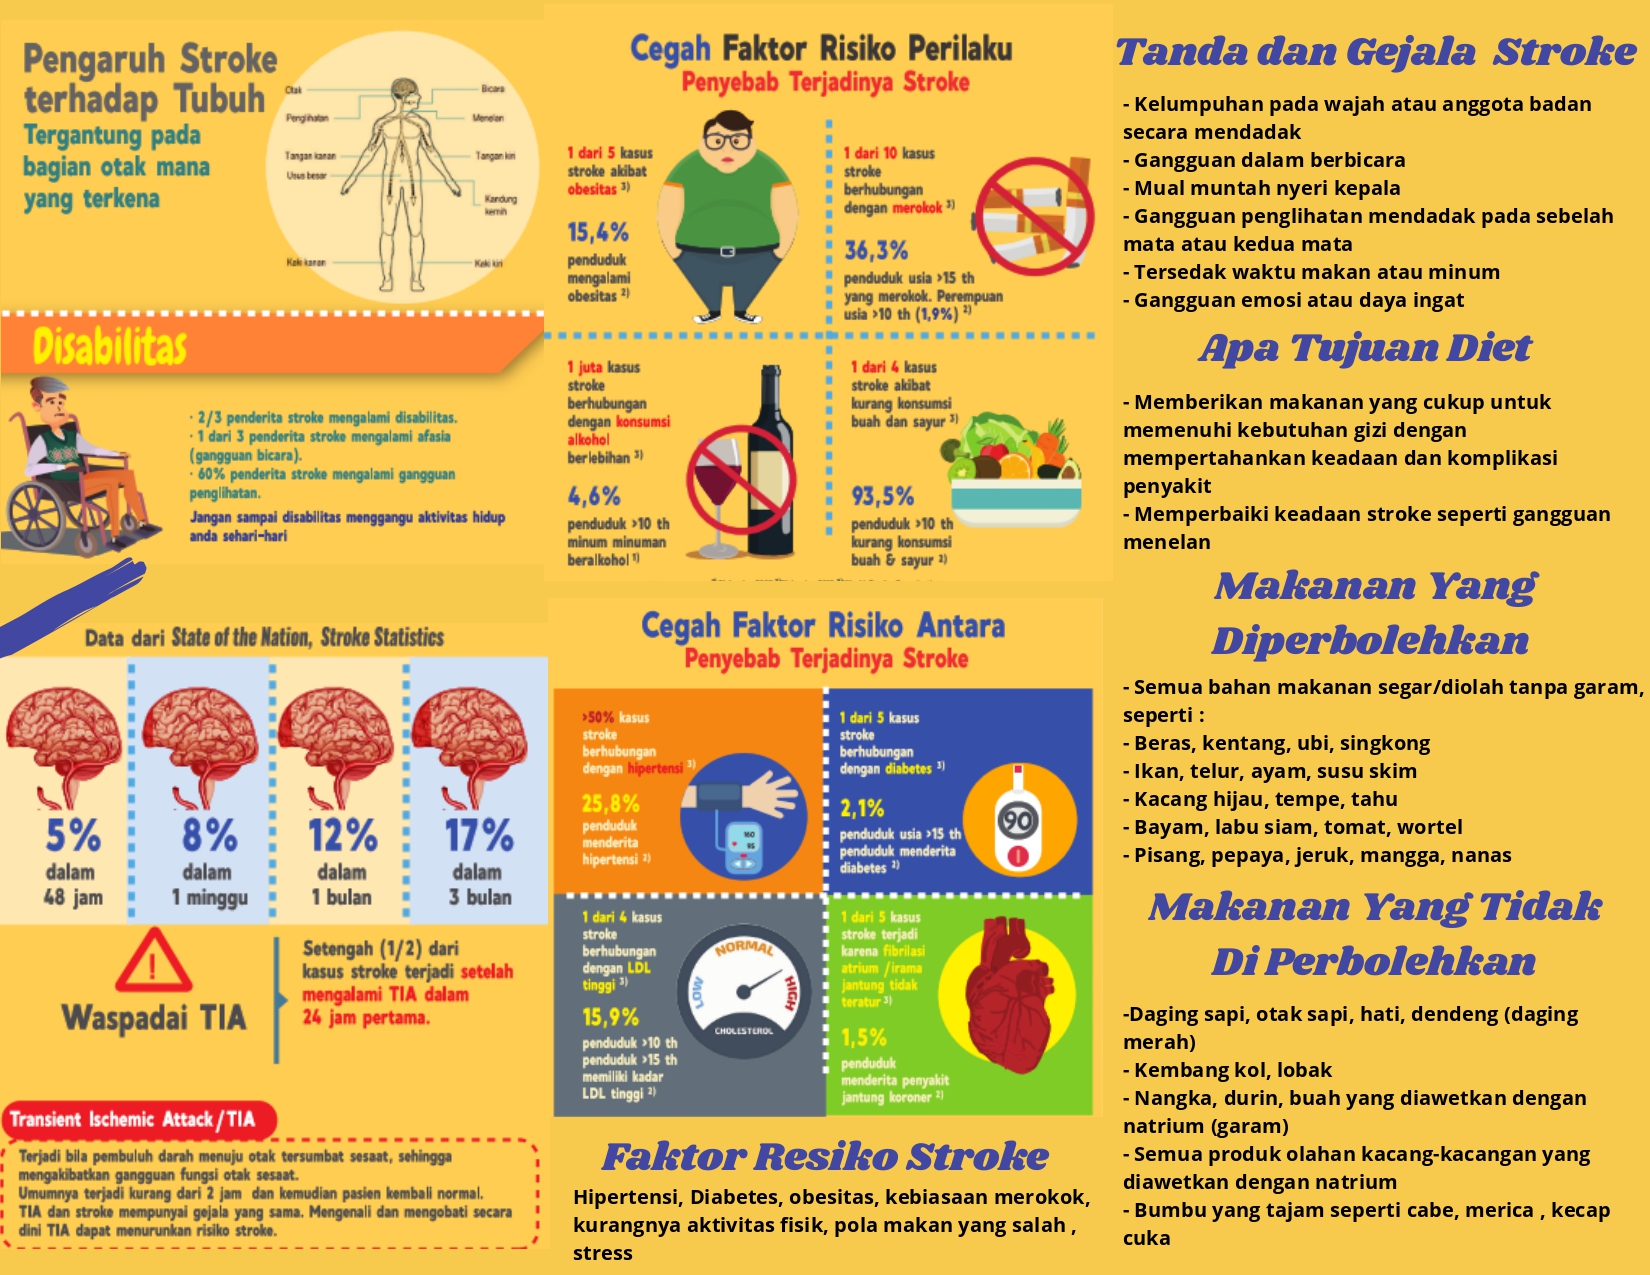 Pengaruh Stroke
terhadap Tubuh
Tergantung pada
bagian otak mana
yang terkena
Otak
Bicara
Penglihatan
Menelan
Tangan kanan
Tangan kiri
Usus besar
Kandung
kemih
Kaki kanan
Kaki kiri
Disabilitas
· 2/3 penderita stroke mengalami disabilitas.
· 1 dari 3 penderita stroke mengalami afasia
(gangguan bicara).
· 60% penderita stroke mengalami gangguan
penglihatan.
Jangan sampai disabilitas menggangu aktivitas hidup
anda sehari-hari
Data dari State of the Nation, Stroke Statistics
5%
dalam
48 jam
8%
dalam
1 minggu
12%
dalam
1 bulan
17%
dalam
3 bulan
!
Waspadai TIA
Setengah (1/2) dari
kasus stroke terjadi setelah
mengalami TIA dalam
24 jam pertama.
Transient Ischemic Attack/TIA
Terjadi bila pembuluh darah menuju otak tersumbat sesaat, sehingga
mengakibatkan gangguan fungsi otak sesaat.
Umumnya terjadi kurang dari 2 jam dan kemudian pasien kembali normal.
TIA dan stroke mempunyai gejala yang sama. Mengenali dan mengobati secara
dini TIA dapat menurunkan risiko stroke.
Cegah Faktor Risiko Perilaku
Penyebab Terjadinya Stroke
1 dari 5 kasus
stroke akibat
obesitas 3)
15,4%
penduduk
mengalami
obesitas 2)
1 dari 10 kasus
stroke
berhubungan
dengan merokok 3)
36,3%
penduduk usia >15 th
yang merokok. Perempuan
usia >10 th (1,9%) 2)
1 juta kasus
stroke
berhubungan
dengan konsumsi
alkohol
berlebihan 3)
4,6%
penduduk >10 th
minum minuman
beralkohol 1)
1 dari 4 kasus
stroke akibat
kurang konsumsi
buah dan sayur 3)
93,5%
penduduk >10 th
kurang konsumsi
buah & sayur 2)
Cegah Faktor Risiko Antara
Penyebab Terjadinya Stroke
>50% kasus
stroke
berhubungan
dengan hipertensi 3)
25,8%
penduduk
menderita
hipertensi 2)
160
95
1 dari 5 kasus
stroke
berhubungan
dengan diabetes 3)
2,1%
penduduk usia >15 th
penduduk menderita
diabetes 2)
90
1 dari 4 kasus
stroke
berhubungan
dengan LDL
tinggi 3)
15,9%
penduduk >10 th
penduduk >15 th
memiliki kadar
LDL tinggi 2)
LOW
NORMAL
HIGH
CHOLESTEROL
1 dari 5 kasus
stroke terjadi
karena fibrilasi
atrium /irama
jantung tidak
teratur 3)
1,5%
penduduk
menderita penyakit
jantung koroner 2)
Faktor Resiko Stroke
Hipertensi, Diabetes, obesitas, kebiasaan merokok,
kurangnya aktivitas fisik, pola makan yang salah ,
stress
Tanda dan Gejala Stroke
- Kelumpuhan pada wajah atau anggota badan
secara mendadak
- Gangguan dalam berbicara
- Mual muntah nyeri kepala
- Gangguan penglihatan mendadak pada sebelah
mata atau kedua mata
- Tersedak waktu makan atau minum
- Gangguan emosi atau daya ingat
Apa Tujuan Diet
- Memberikan makanan yang cukup untuk
memenuhi kebutuhan gizi dengan
mempertahankan keadaan dan komplikasi
penyakit
- Memperbaiki keadaan stroke seperti gangguan
menelan
Makanan Yang
Diperbolehkan
- Semua bahan makanan segar/diolah tanpa garam,
seperti :
- Beras, kentang, ubi, singkong
- Ikan, telur, ayam, susu skim
- Kacang hijau, tempe, tahu
- Bayam, labu siam, tomat, wortel
- Pisang, pepaya, jeruk, mangga, nanas
Makanan Yang Tidak
Di Perbolehkan
-Daging sapi, otak sapi, hati, dendeng (daging
merah)
- Kembang kol, lobak
- Nangka, durin, buah yang diawetkan dengan
natrium (garam)
- Semua produk olahan kacang-kacangan yang
diawetkan dengan natrium
- Bumbu yang tajam seperti cabe, merica , kecap
cuka